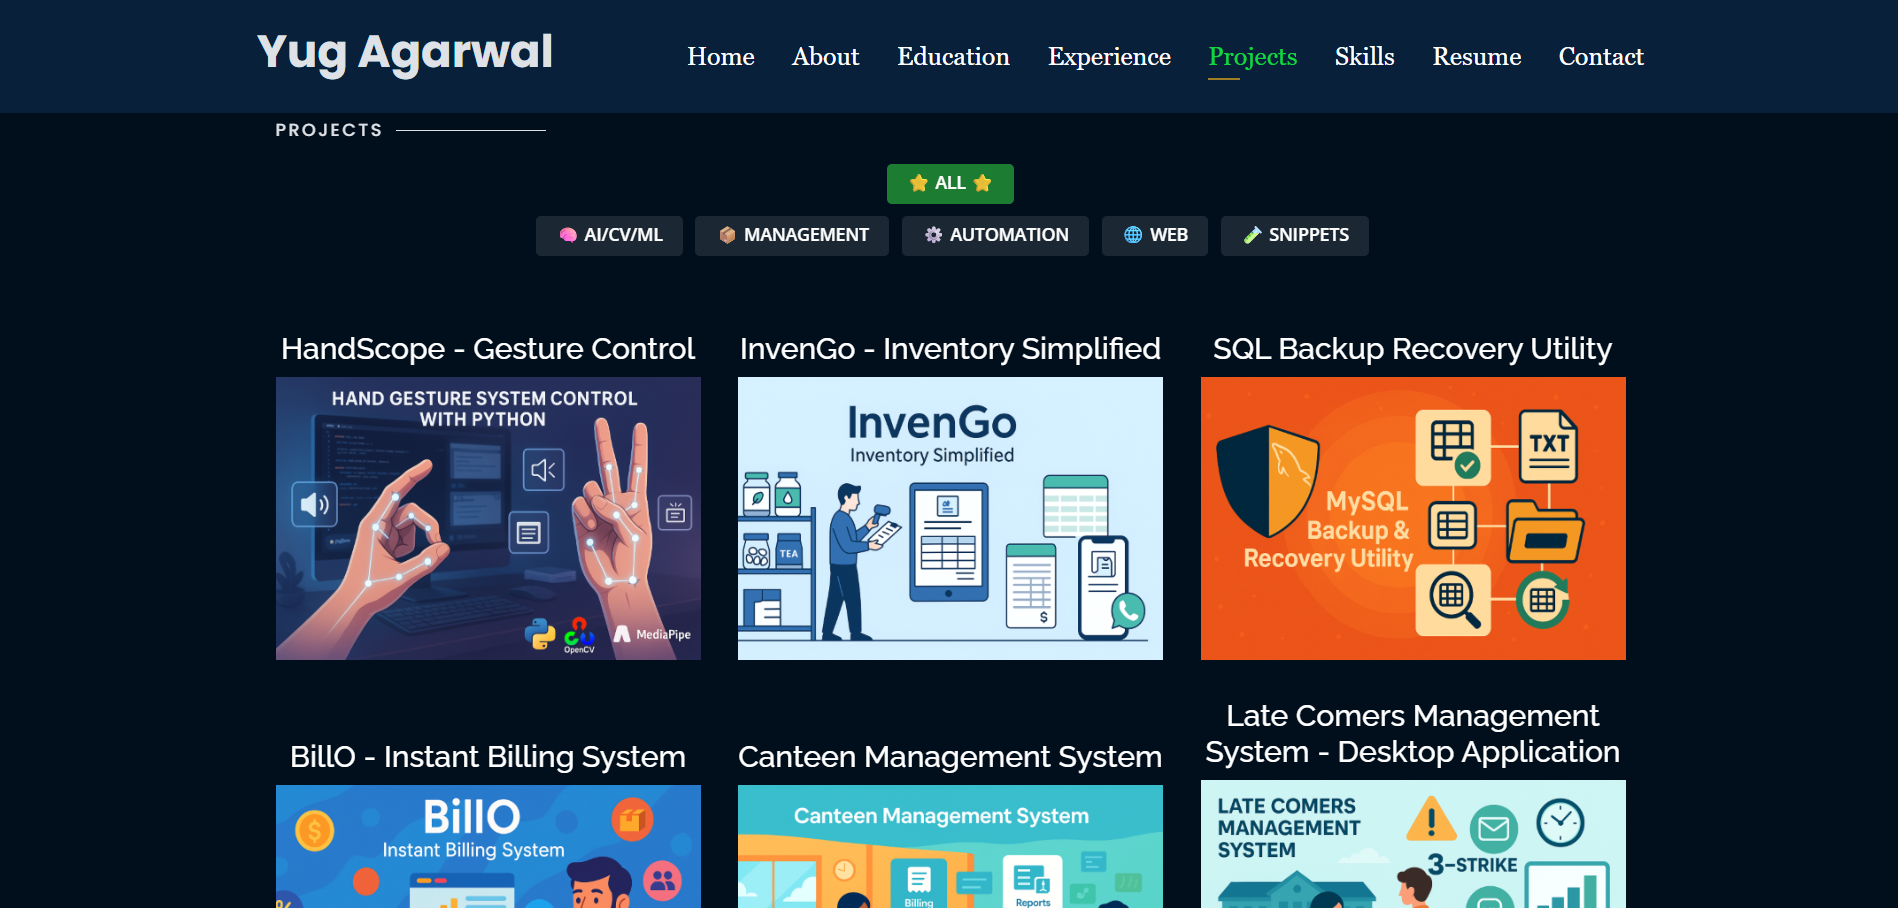 Yug Agarwal
Home About Education Experience Projects Skills Resume Contact
PROJECTS
⭐ ALL ⭐
🧠 AI/CV/ML 📦 MANAGEMENT ⚙️ AUTOMATION 🌐 WEB 🧪 SNIPPETS
HandScope - Gesture Control
HAND GESTURE SYSTEM CONTROL
WITH PYTHON
OpenCV
MediaPipe
InvenGo - Inventory Simplified
InvenGo
Inventory Simplified
TEA
$
SQL Backup Recovery Utility
TXT
MySQL
Backup &
Recovery Utility
BillO - Instant Billing System
$
BillO
Instant Billing System
%
Canteen Management System
Canteen Management System
Billing
Reports
Late Comers Management
System - Desktop Application
LATE COMERS
MANAGEMENT
SYSTEM
3-STRIKE